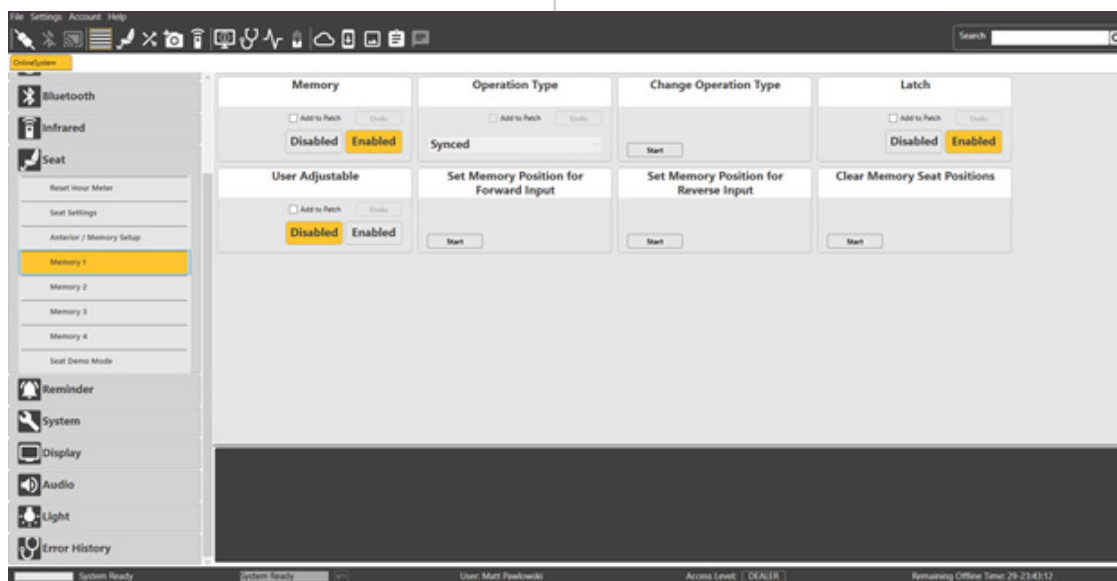 File Settings Account Help
Search
OnlineSystem
Bluetooth
Infrared
Seat
Reset Hour Meter
Seat Settings
Anterior / Memory Setup
Memory 1
Memory 2
Memory 3
Memory 4
Seat Demo Mode
Reminder
System
Display
Audio
Light
Error History
Memory
Add to Patch Undo
Disabled Enabled
Operation Type
Add to Patch Undo
Synced
Change Operation Type
Start
Latch
Add to Patch Undo
Disabled Enabled
User Adjustable
Add to Patch Undo
Disabled Enabled
Set Memory Position for
Forward Input
Start
Set Memory Position for
Reverse Input
Start
Clear Memory Seat Positions
Start
System Ready System Ready User: Matt Pawlowski Access Level: DEALER Remaining Offline Time: 29-23:43:12